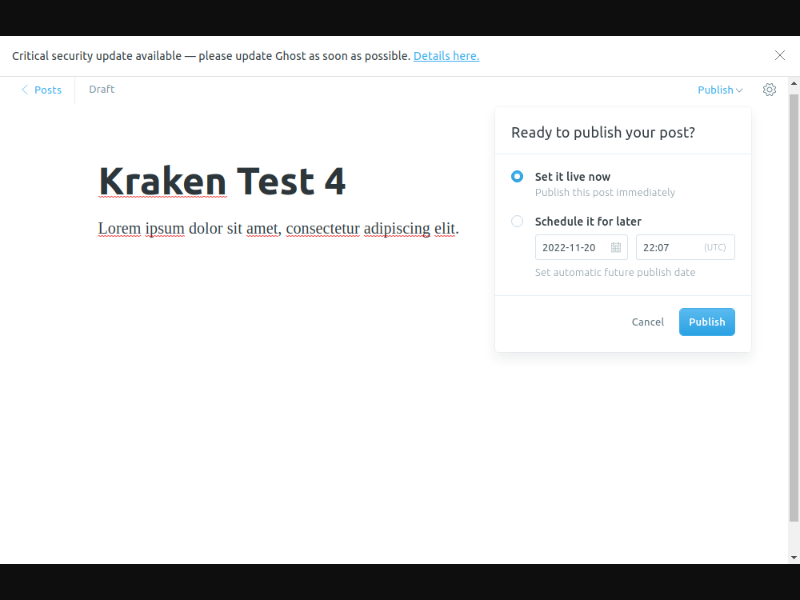 Critical security update available — please update Ghost as soon as possible. Details here.
Posts
Draft
Publish
Ready to publish your post?
Set it live now
Publish this post immediately
Schedule it for later
2022-11-20
22:07 (UTC)
Set automatic future publish date
Cancel
Publish
Kraken Test 4
Lorem ipsum dolor sit amet, consectetur adipiscing elit.